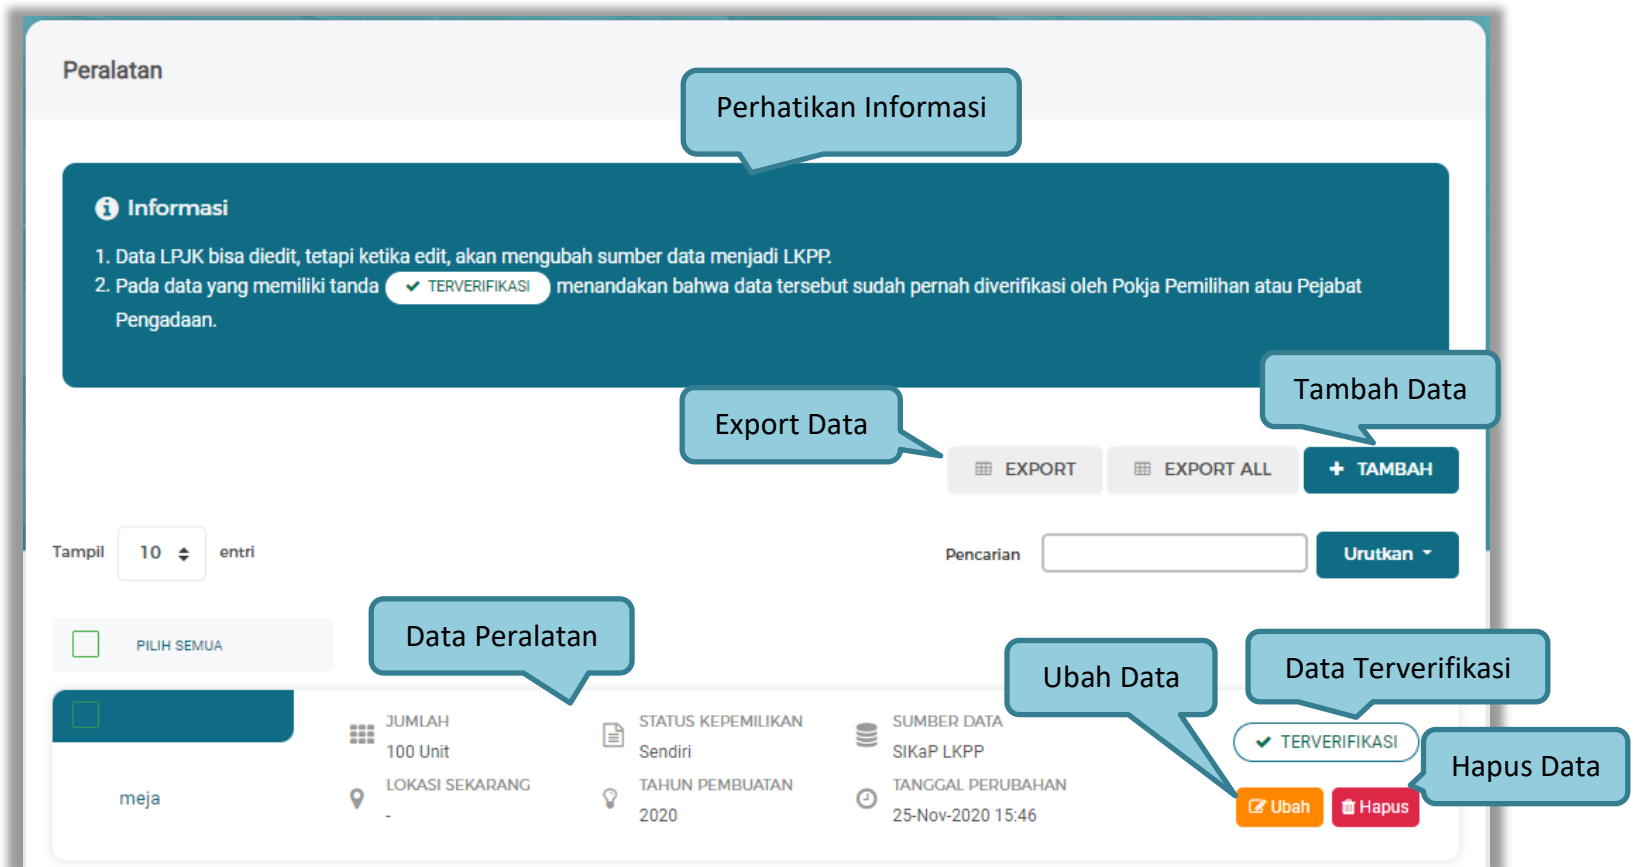 Peralatan
Perhatikan Informasi
Informasi
1. Data LPJK bisa diedit, tetapi ketika edit, akan mengubah sumber data menjadi LKPP.
2. Pada data yang memiliki tanda TERVERIFIKASI menandakan bahwa data tersebut sudah pernah diverifikasi oleh Pokja Pemilihan atau Pejabat
Pengadaan.
Tambah Data
Export Data
EXPORT EXPORT ALL + TAMBAH
Tampil 10 entri Pencarian Urutkan
PILIH SEMUA
Data Peralatan
Ubah Data
Data Terverifikasi
JUMLAH STATUS KEPEMILIKAN SUMBER DATA
100 Unit Sendiri SIKaP LKPP
TERVERIFIKASI
Hapus Data
meja
LOKASI SEKARANG TAHUN PEMBUATAN TANGGAL PERUBAHAN
- 2020 25-Nov-2020 15:46
Ubah Hapus